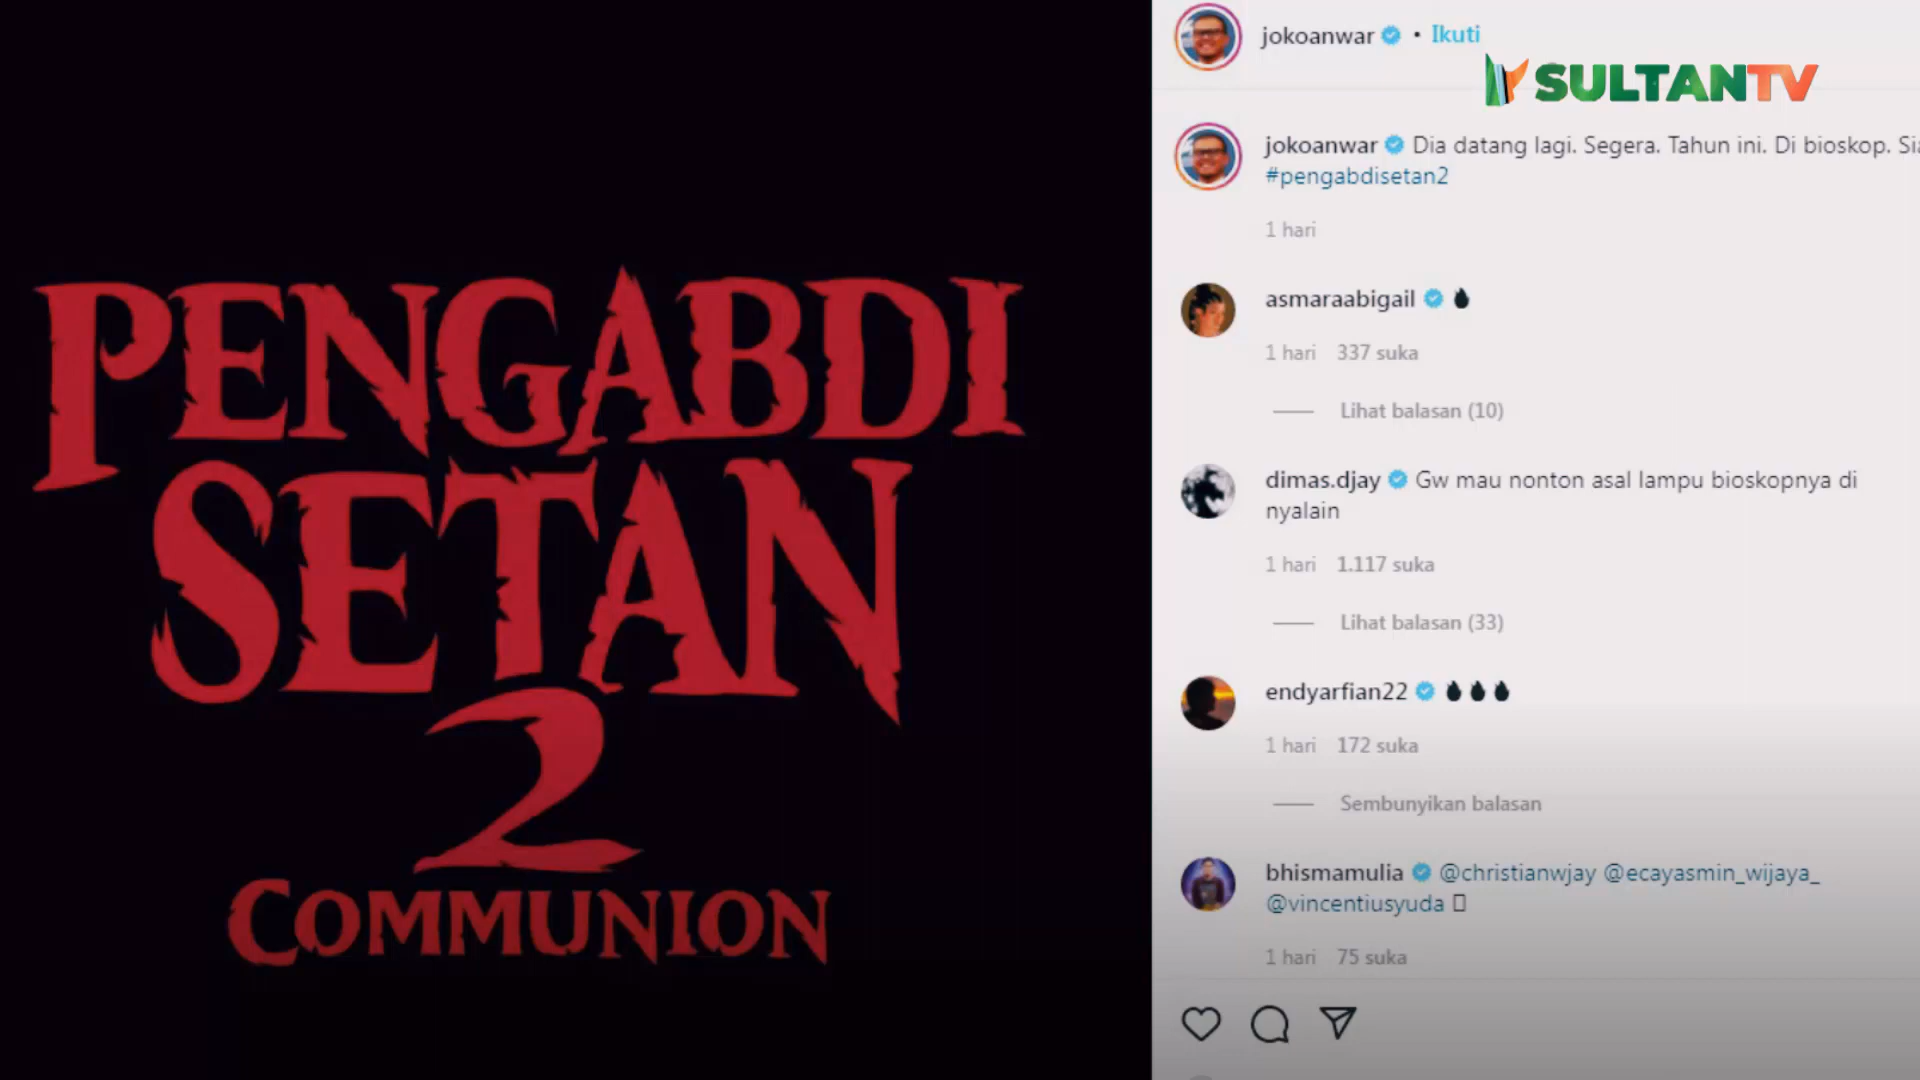 PENGABDI
SETAN
2
COMMUNION
jokoanwar • Ikuti
SULTANTV
jokoanwar Dia datang lagi. Segera. Tahun ini. Di bioskop.
#pengabdisetan2
1 hari
asmaraabigail
1 hari 337 suka
Lihat balasan (10)
dimas.djay Gw mau nonton asal lampu bioskopnya di
nyalain
1 hari 1.117 suka
Lihat balasan (33)
endyarfian22
1 hari 172 suka
Sembunyikan balasan
bhismamulia @christianwjay @ecayasmin_wijaya_
@vincentiusyuda
1 hari 75 suka